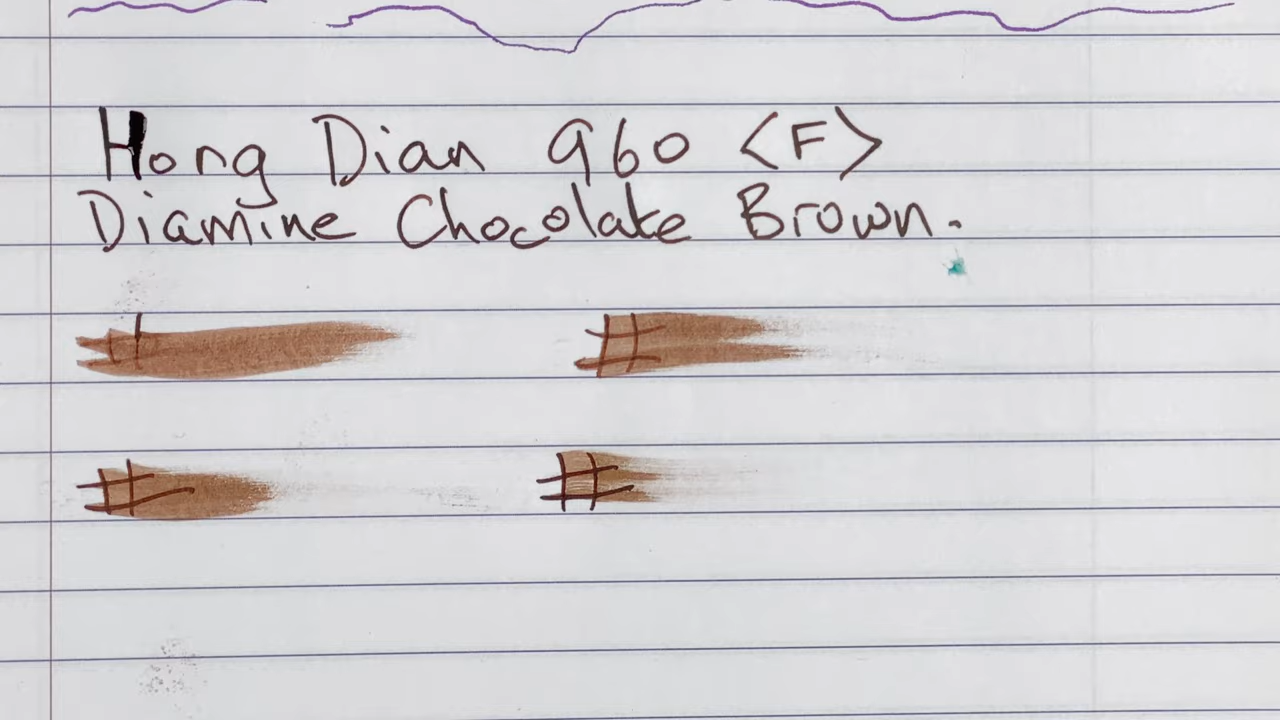 Hong Dian 960 <F>
Diamine Chocolate Brown.
# #
# #